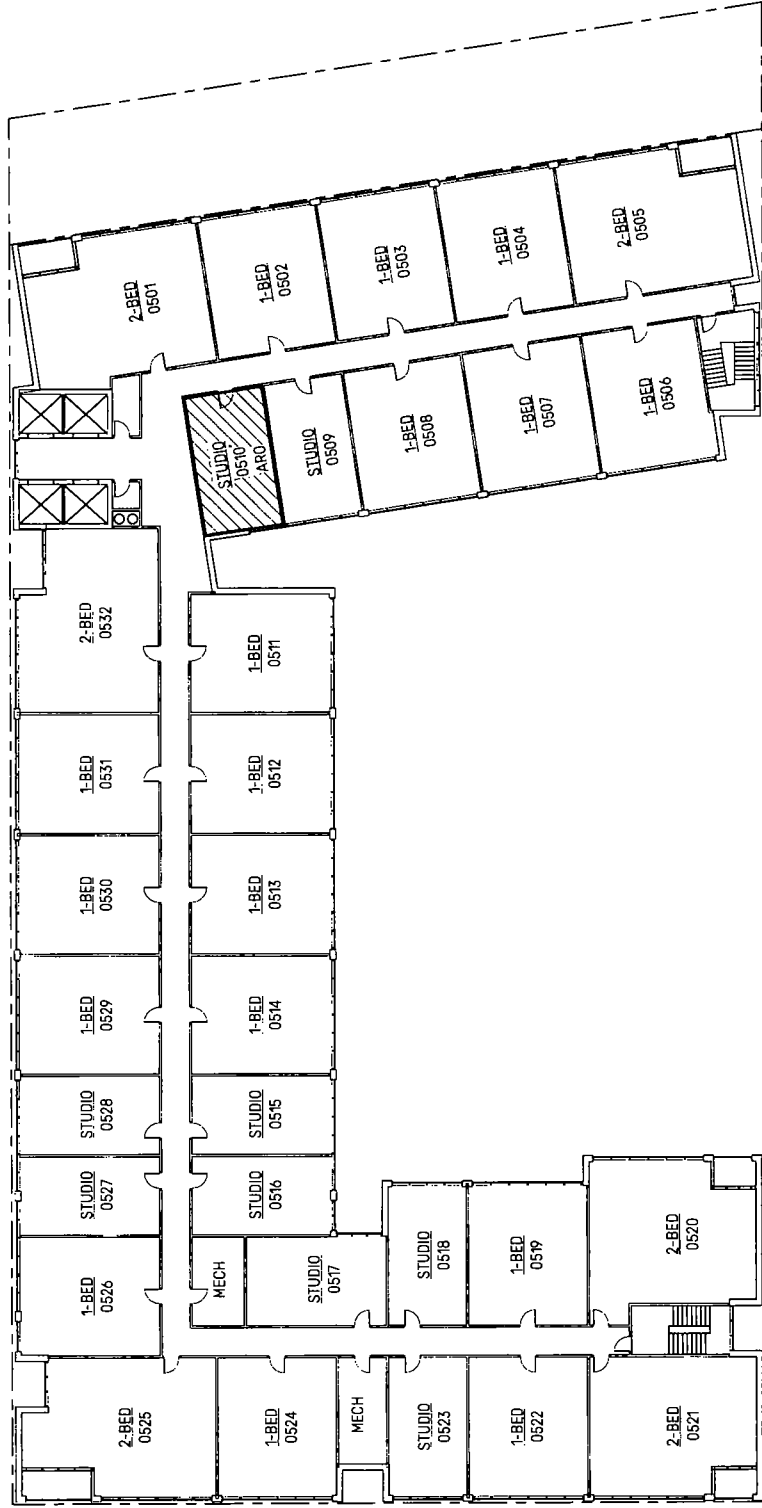 2-BED
0501
1-BED
0502
1-BED
0503
1-BED
0504
2-BED
0505
1-BED
0506
1-BED
0507
1-BED
0508
STUDIO
0509
STUDIO
0510
ARO
1-BED
0511
1-BED
0512
1-BED
0513
1-BED
0514
STUDIO
0515
STUDIO
0516
MECH
STUDIO
0517
STUDIO
0518
1-BED
0519
2-BED
0520
2-BED
0521
1-BED
0522
STUDIO
0523
MECH
1-BED
0524
2-BED
0525
1-BED
0526
STUDIO
0527
STUDIO
0528
1-BED
0529
1-BED
0530
1-BED
0531
2-BED
0532